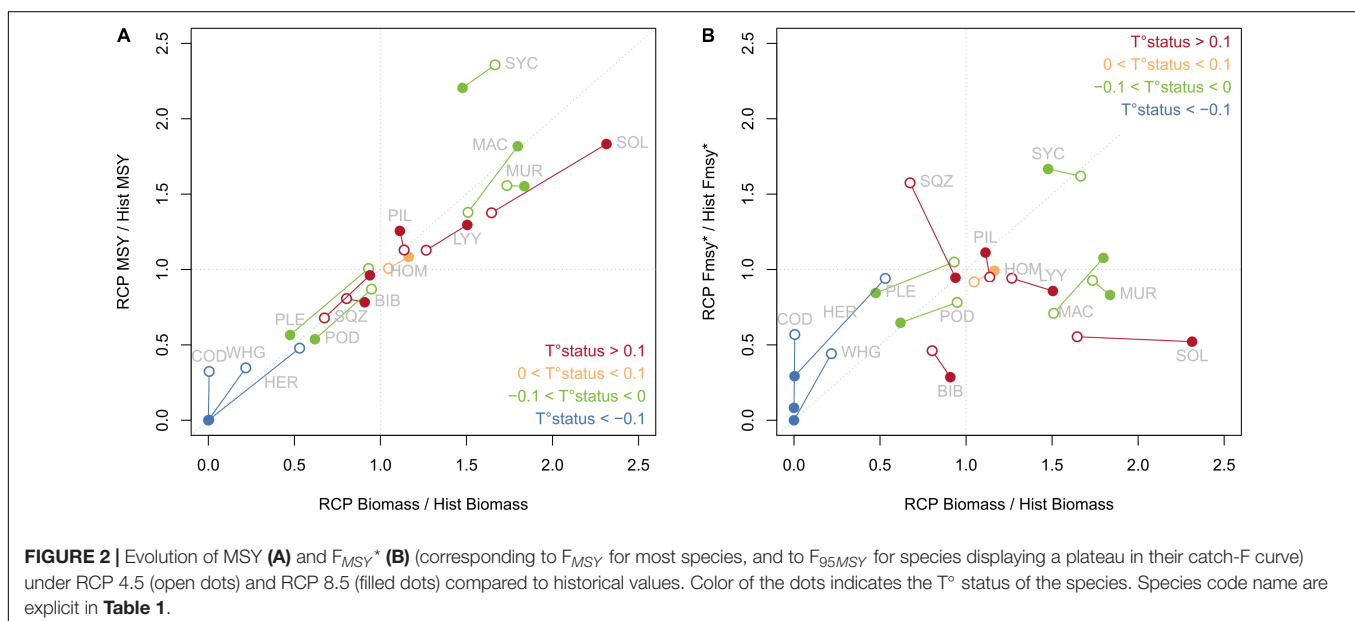 A
RCP MSY / Hist MSY
2.5
2.0
1.5
1.0
0.5
0.0
SYC
MAC
SOL
MUR
PIL
LYY
HOM
BIB
SQZ
PLE
POD
COD
WHG
HER
T°status > 0.1
0 < T°status < 0.1
−0.1 < T°status < 0
T°status < −0.1
0.0 0.5 1.0 1.5 2.0 2.5
RCP Biomass / Hist Biomass
B
RCP Fmsy* / Hist Fmsy*
2.5
2.0
1.5
1.0
0.5
0.0
T°status > 0.1
0 < T°status < 0.1
−0.1 < T°status < 0
T°status < −0.1
SYC
SQZ
PIL
HOM
LYY
PLE
MUR
HER
POD
MAC
COD
WHG
SOL
BIB
0.0 0.5 1.0 1.5 2.0 2.5
RCP Biomass / Hist Biomass
FIGURE 2 | Evolution of MSY (A) and FMSY* (B) (corresponding to FMSY for most species, and to F95MSY for species displaying a plateau in their catch-F curve)
under RCP 4.5 (open dots) and RCP 8.5 (filled dots) compared to historical values. Color of the dots indicates the T° status of the species. Species code name are
explicit in Table 1.